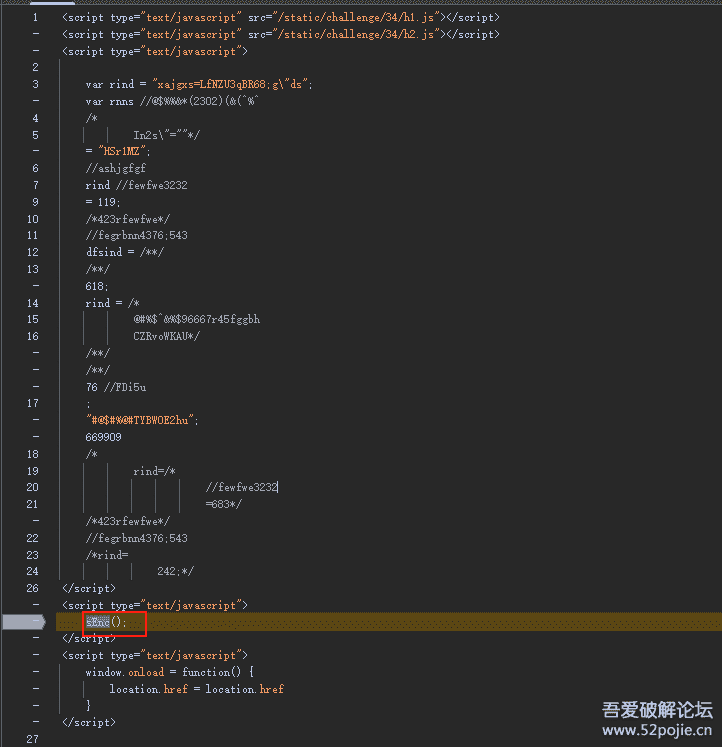 1 <script type="text/javascript" src="/static/challenge/34/h1.js"></script>
- <script type="text/javascript" src="/static/challenge/34/h2.js"></script>
- <script type="text/javascript">
2
3 var rind = "xajgxs=LfNZU3qBR68;g\"ds";
- var rnns //@$%%&*(2302)(&(^%^
4 /*
5 In2s\"=""*/
- = "HSr1MZ";
6 //ashjgfgf
7 rind //fewfwe3232
9 = 119;
10 /*423rfewfwe*/
11 //fegrbnn4376;543
12 dfsind = /**/
13 /**/
- 618;
14 rind = /*
15 @#%$^&%$96667r45fggbh
16 CZRvoWKAU*/
- /**/
- /**/
- 76 //FDi5u
17 ;
- "#@$#%@#TYBWOE2hu";
- 669909
18 /*
19 rind=/*
20 //fewfwe3232
21 =683*/
- /*423rfewfwe*/
22 //fegrbnn4376;543
23 /*rind=
24 242;*/
26 </script>
- <script type="text/javascript">
sEnc();
- </script>
- <script type="text/javascript">
- window.onload = function() {
- location.href = location.href
- }
- </script>
27
吾爱破解论坛
www.52pojie.cn